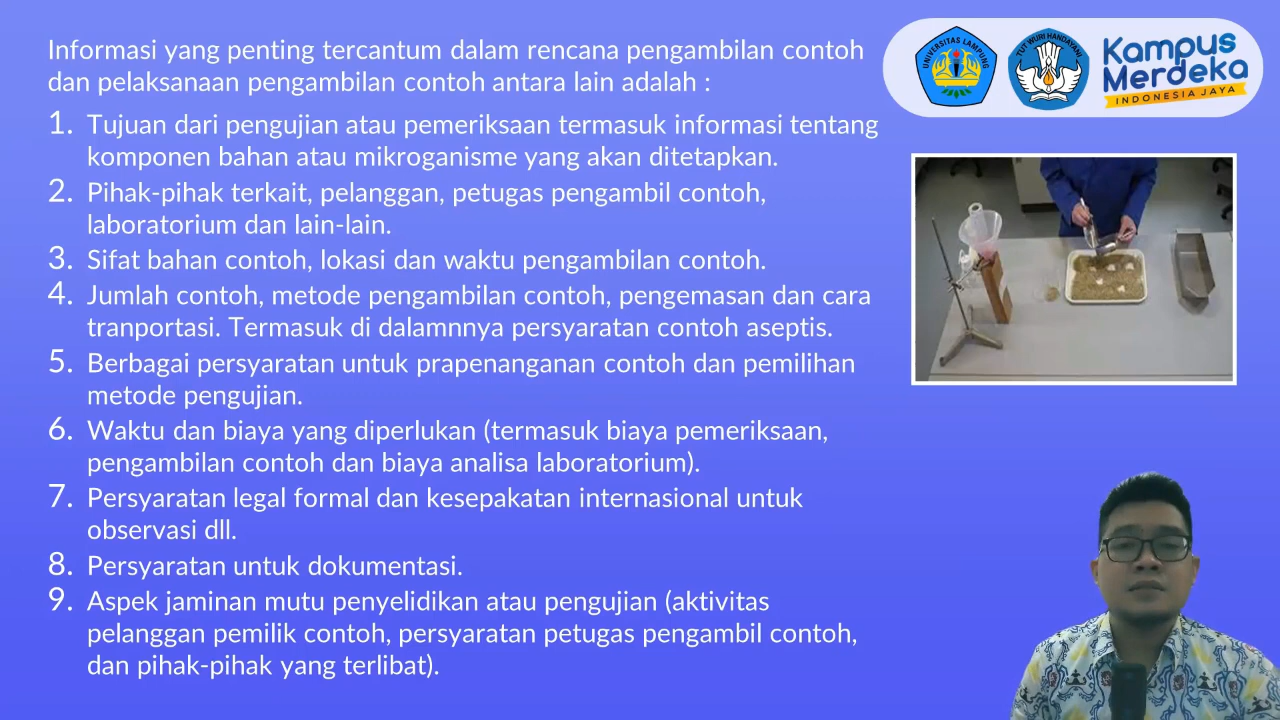 Informasi yang penting tercantum dalam rencana pengambilan contoh
dan pelaksanaan pengambilan contoh antara lain adalah :
1. Tujuan dari pengujian atau pemeriksaan termasuk informasi tentang
komponen bahan atau mikroganisme yang akan ditetapkan.
2. Pihak-pihak terkait, pelanggan, petugas pengambil contoh,
laboratorium dan lain-lain.
3. Sifat bahan contoh, lokasi dan waktu pengambilan contoh.
4. Jumlah contoh, metode pengambilan contoh, pengemasan dan cara
tranportasi. Termasuk di dalamnnya persyaratan contoh aseptis.
5. Berbagai persyaratan untuk prapenanganan contoh dan pemilihan
metode pengujian.
6. Waktu dan biaya yang diperlukan (termasuk biaya pemeriksaan,
pengambilan contoh dan biaya analisa laboratorium).
7. Persyaratan legal formal dan kesepakatan internasional untuk
observasi dll.
8. Persyaratan untuk dokumentasi.
9. Aspek jaminan mutu penyelidikan atau pengujian (aktivitas
pelanggan pemilik contoh, persyaratan petugas pengambil contoh,
dan pihak-pihak yang terlibat).
UNIVERSITAS LAMPUNG
TUT WURI HANDAYANI
Kampus
Merdeka
INDONESIA JAYA